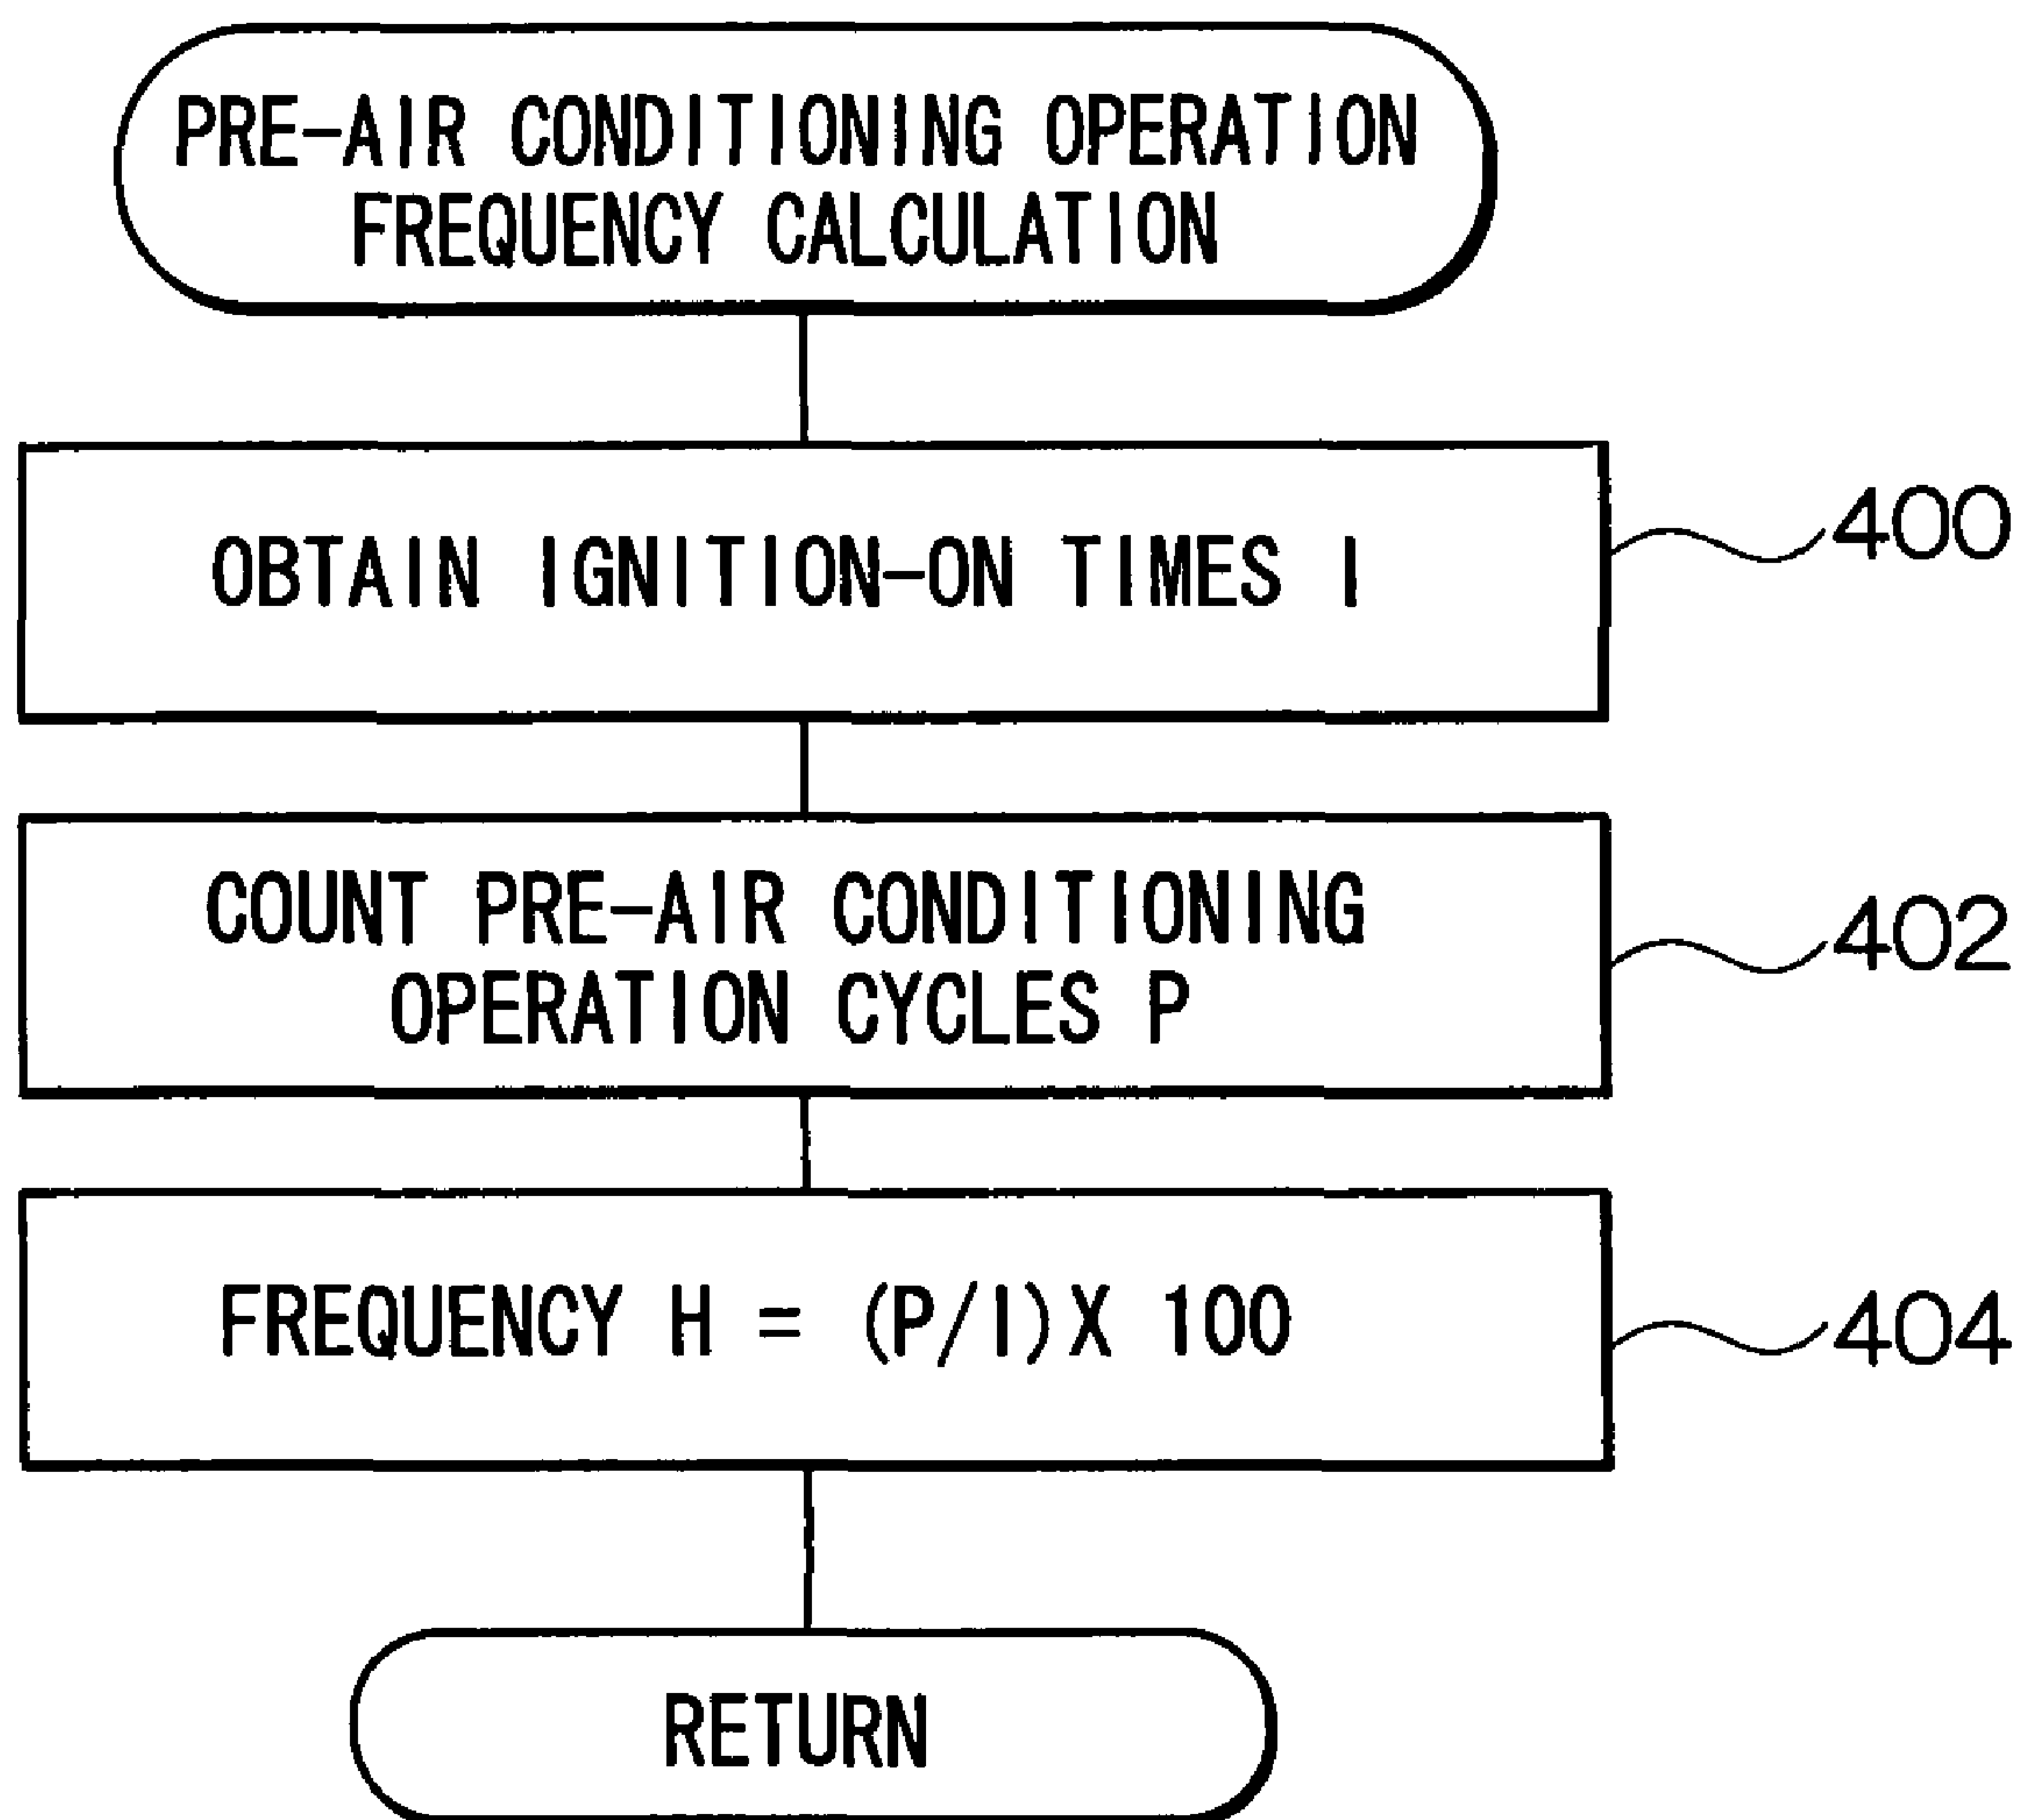 PRE-AIR CONDITIONING OPERATION
FREQUENCY CALCULATION
OBTAIN IGNITION-ON TIMES I
400
COUNT PRE-AIR CONDITIONING
OPERATION CYCLES P
402
FREQUENCY H = (P/I)X 100
404
RETURN